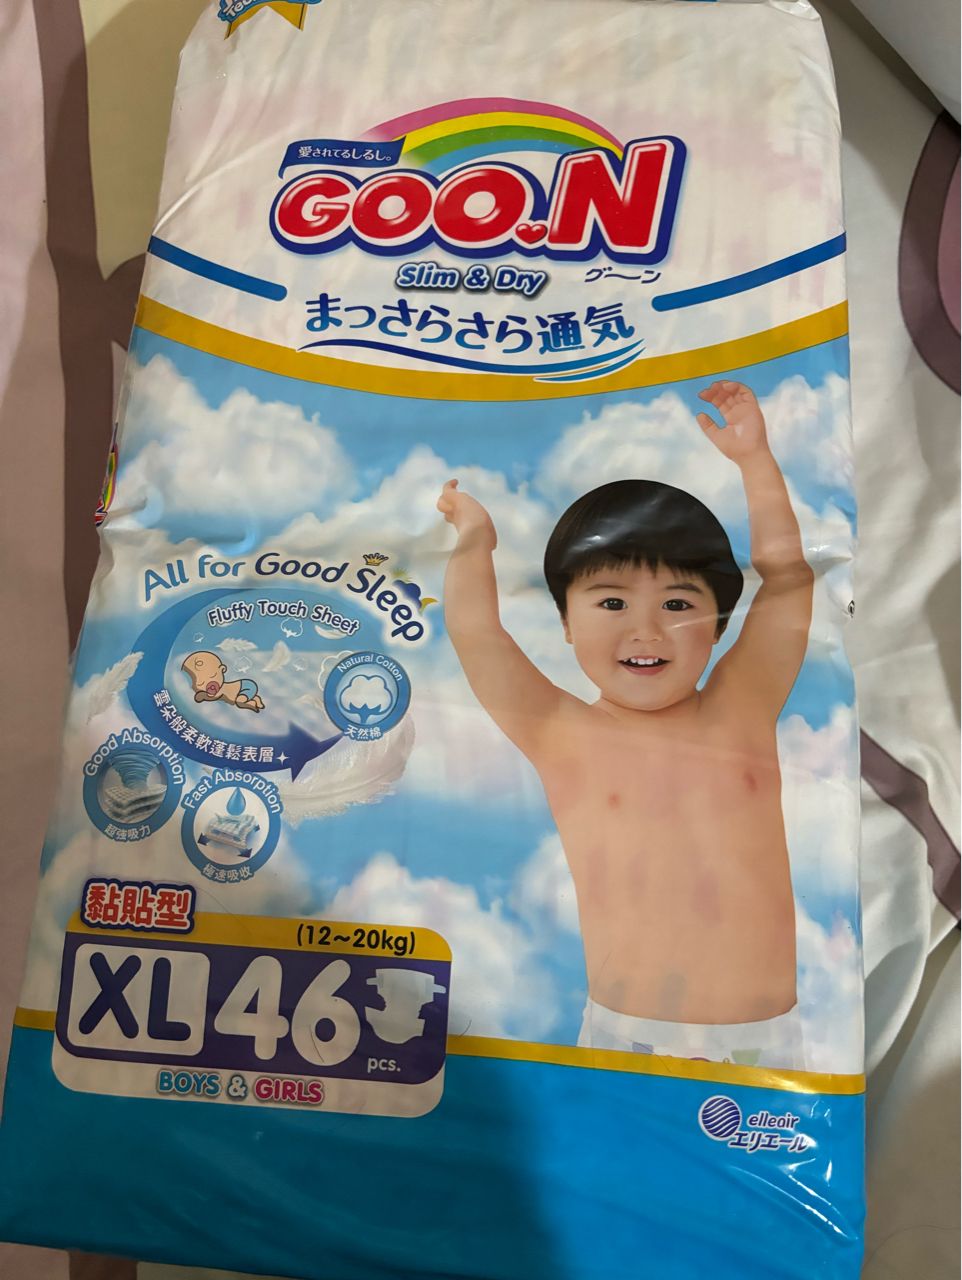 愛されてるしるし。
GOO.N
Slim & Dry
グ〜ン
まっさらさら通気
All for Good Sleep
Fluffy Touch Sheet
Natural Cotton
天然棉
雲朵般柔軟蓬鬆表層
Good Absorption
超強吸力
Fast Absorption
極速吸收
黏貼型
(12~20kg)
XL 46
pcs.
BOYS & GIRLS
elleair
エリエール